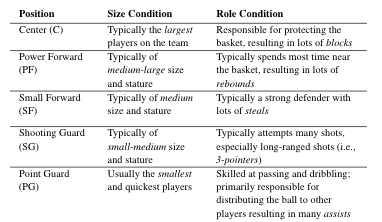 Position Size Condition Role Condition
Center (C) Typically the largest Responsible for protecting the
players on the team basket, resulting in lots of blocks
Power Forward Typically of Typically spends most time near
(PF) medium-large size the basket, resulting in lots of
and stature rebounds
Small Forward Typically of medium Typically a strong defender with
(SF) size and stature lots of steals
Shooting Guard Typically of Typically attempts many shots,
(SG) small-medium size especially long-ranged shots (i.e.,
and stature 3-pointers)
Point Guard Usually the smallest Skilled at passing and dribbling;
(PG) and quickest players primarily responsible for
distributing the ball to other
players resulting in many assists